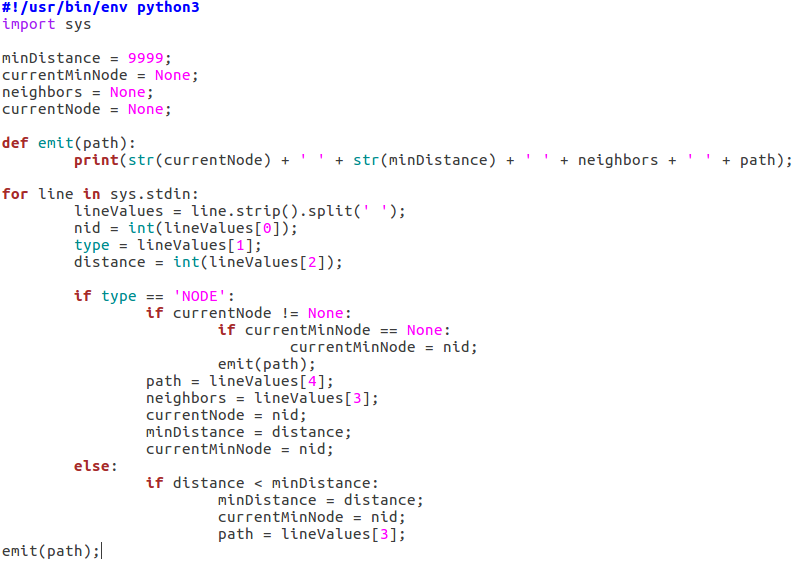 #!/usr/bin/env python3
import sys

minDistance = 9999;
currentMinNode = None;
neighbors = None;
currentNode = None;

def emit(path):
        print(str(currentNode) + ' ' + str(minDistance) + ' ' + neighbors + ' ' + path);

for line in sys.stdin:
        lineValues = line.strip().split(' ');
        nid = int(lineValues[0]);
        type = lineValues[1];
        distance = int(lineValues[2]);

        if type == 'NODE':
                if currentNode != None:
                        if currentMinNode == None:
                                currentMinNode = nid;
                        emit(path);
                path = lineValues[4];
                neighbors = lineValues[3];
                currentNode = nid;
                minDistance = distance;
                currentMinNode = nid;
        else:
                if distance < minDistance:
                        minDistance = distance;
                        currentMinNode = nid;
                        path = lineValues[3];
emit(path);